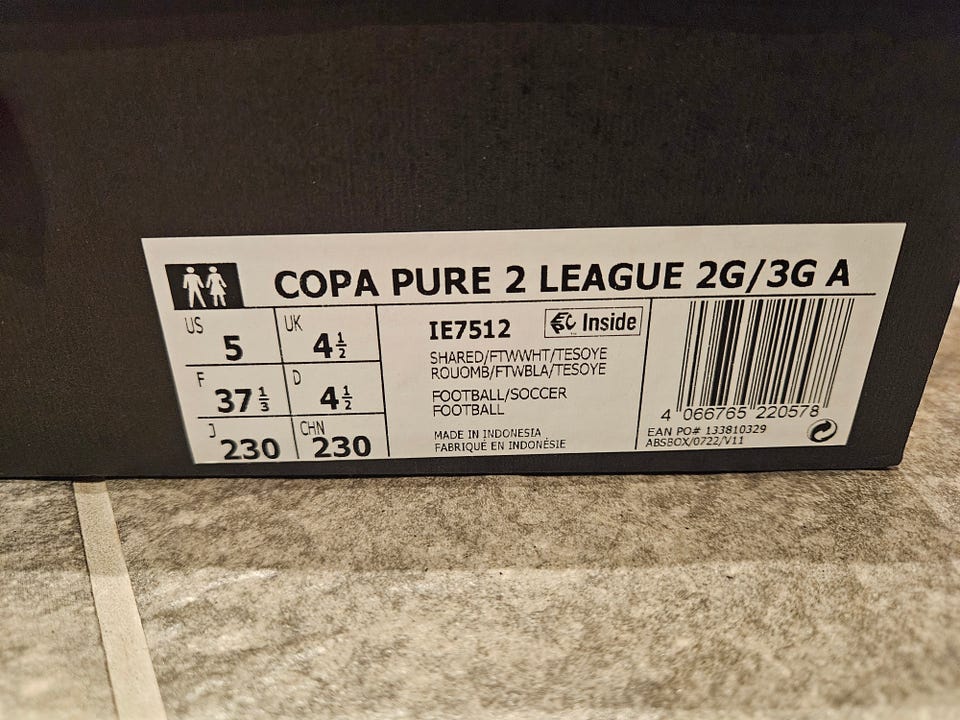 COPA PURE 2 LEAGUE 2G/3G A
US 5 UK 4½
F 37⅓ D 4½
J 230 CHN 230
IE7512 Inside
SHARED/FTWWHT/TESOYE
ROUOMB/FTWBLA/TESOYE
FOOTBALL/SOCCER
FOOTBALL
MADE IN INDONESIA
FABRIQUÉ EN INDONÉSIE
4 066765 220578
EAN PO# 133810329
ABSBOX/0722/V11